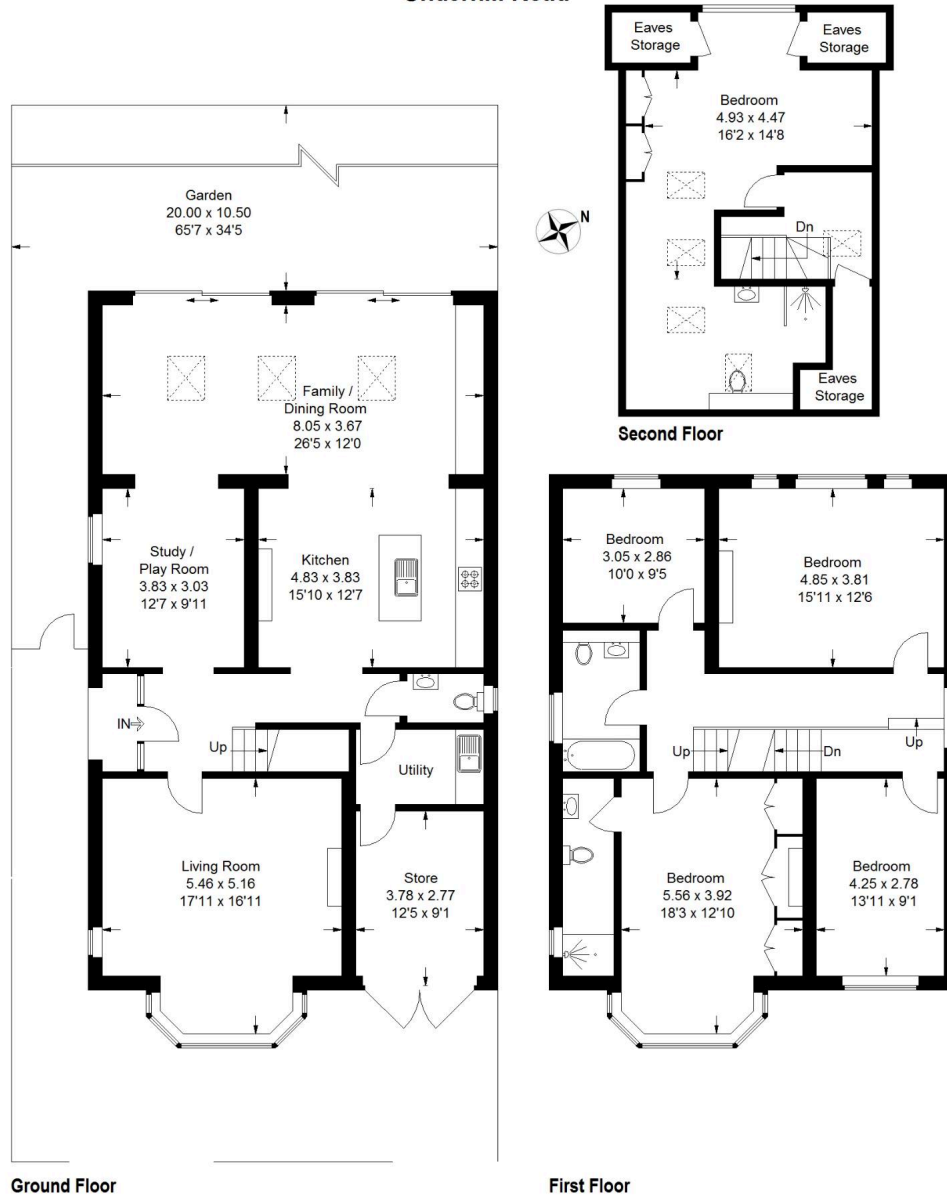 Eaves
Storage
Eaves
Storage
Bedroom
4.93 x 4.47
16'2 x 14'8
Dn
Eaves
Storage
Second Floor
Garden
20.00 x 10.50
65'7 x 34'5
N
Family /
Dining Room
8.05 x 3.67
26'5 x 12'0
Study /
Play Room
3.83 x 3.03
12'7 x 9'11
Kitchen
4.83 x 3.83
15'10 x 12'7
IN
Up
Utility
Living Room
5.46 x 5.16
17'11 x 16'11
Store
3.78 x 2.77
12'5 x 9'1
Ground Floor
Bedroom
3.05 x 2.86
10'0 x 9'5
Bedroom
4.85 x 3.81
15'11 x 12'6
Up
Dn
Up
Bedroom
5.56 x 3.92
18'3 x 12'10
Bedroom
4.25 x 2.78
13'11 x 9'1
First Floor